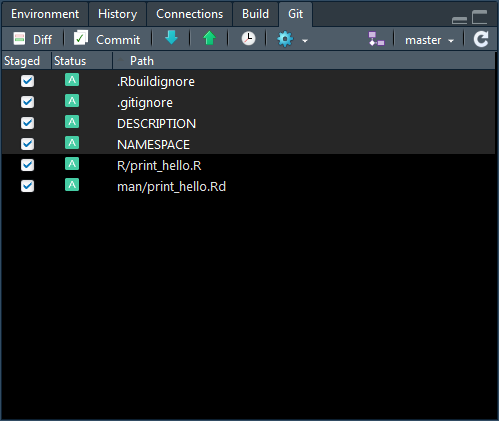 Environment History Connections Build Git
Diff Commit master
Staged Status Path
A .Rbuildignore
A .gitignore
A DESCRIPTION
A NAMESPACE
A R/print_hello.R
A man/print_hello.Rd